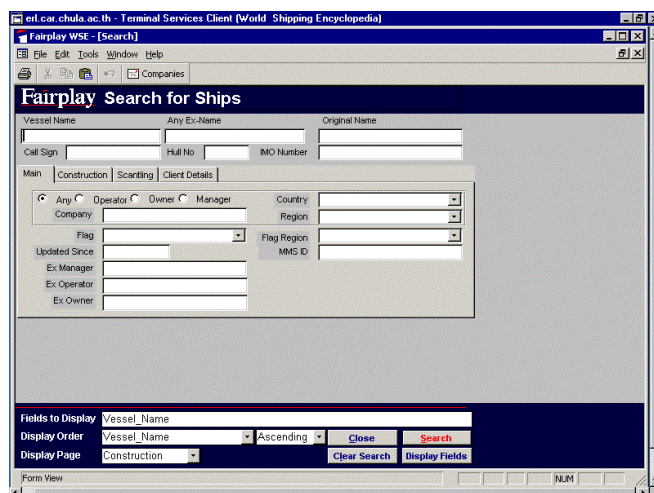 erl.car.chula.ac.th - Terminal Services Client (World Shipping Encyclopedia)
Fairplay WSE - [Search]
File Edit Tools Window Help
Companies
Fairplay Search for Ships
Vessel Name Any Ex-Name Original Name
Call Sign Hull No IMO Number
Main Construction Scantling Client Details
Any Operator Owner Manager Country
Company Region
Flag Flag Region
Updated Since MMS ID
Ex Manager
Ex Operator
Ex Owner
Fields to Display Vessel_Name
Display Order Vessel_Name Ascending Close Search
Display Page Construction Clear Search Display Fields
Form View NUM